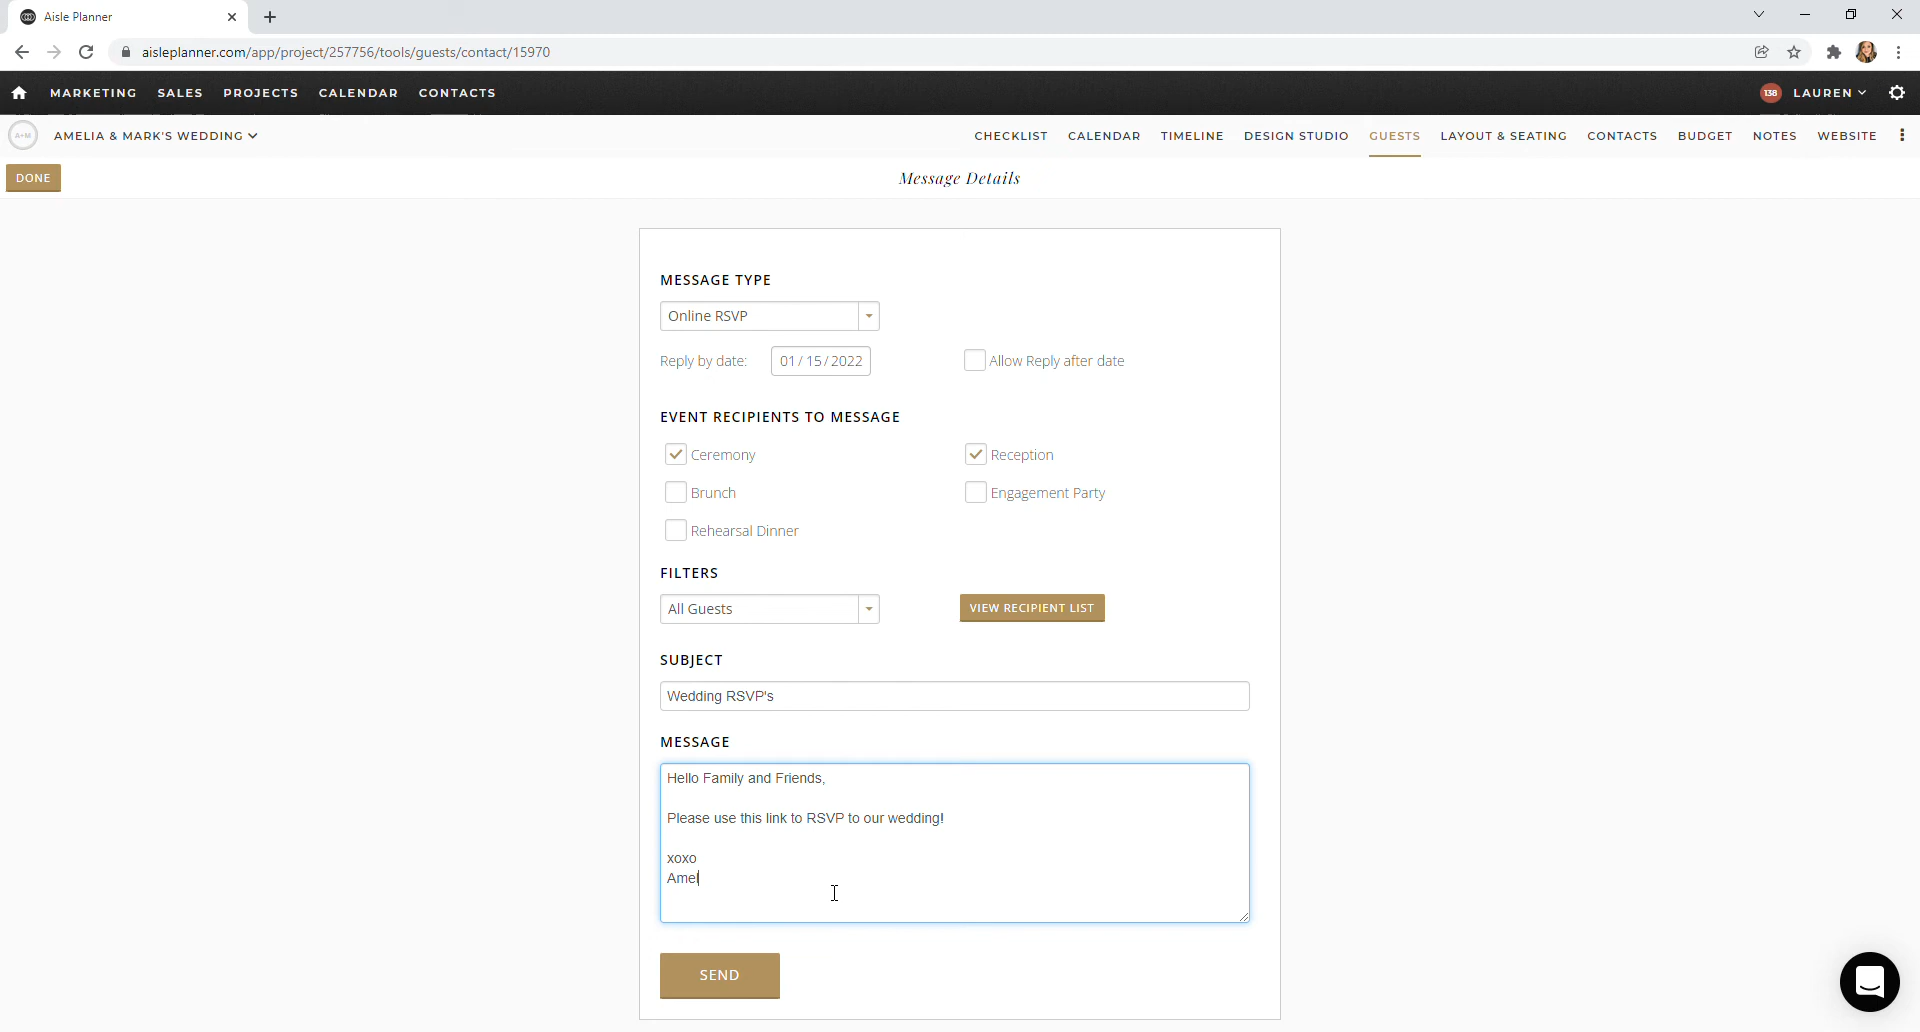 Aisle Planner
aisleplanner.com/app/project/257756/tools/guests/contact/15970
MARKETING SALES PROJECTS CALENDAR CONTACTS 138 LAUREN
A+M AMELIA & MARK'S WEDDING CHECKLIST CALENDAR TIMELINE DESIGN STUDIO GUESTS LAYOUT & SEATING CONTACTS BUDGET NOTES WEBSITE
DONE Message Details
MESSAGE TYPE
Online RSVP
Reply by date: 01/15/2022 Allow Reply after date
EVENT RECIPIENTS TO MESSAGE
Ceremony Reception
Brunch Engagement Party
Rehearsal Dinner
FILTERS
All Guests VIEW RECIPIENT LIST
SUBJECT
Wedding RSVP's
MESSAGE
Hello Family and Friends,
Please use this link to RSVP to our wedding!
xoxo
Amel
SEND